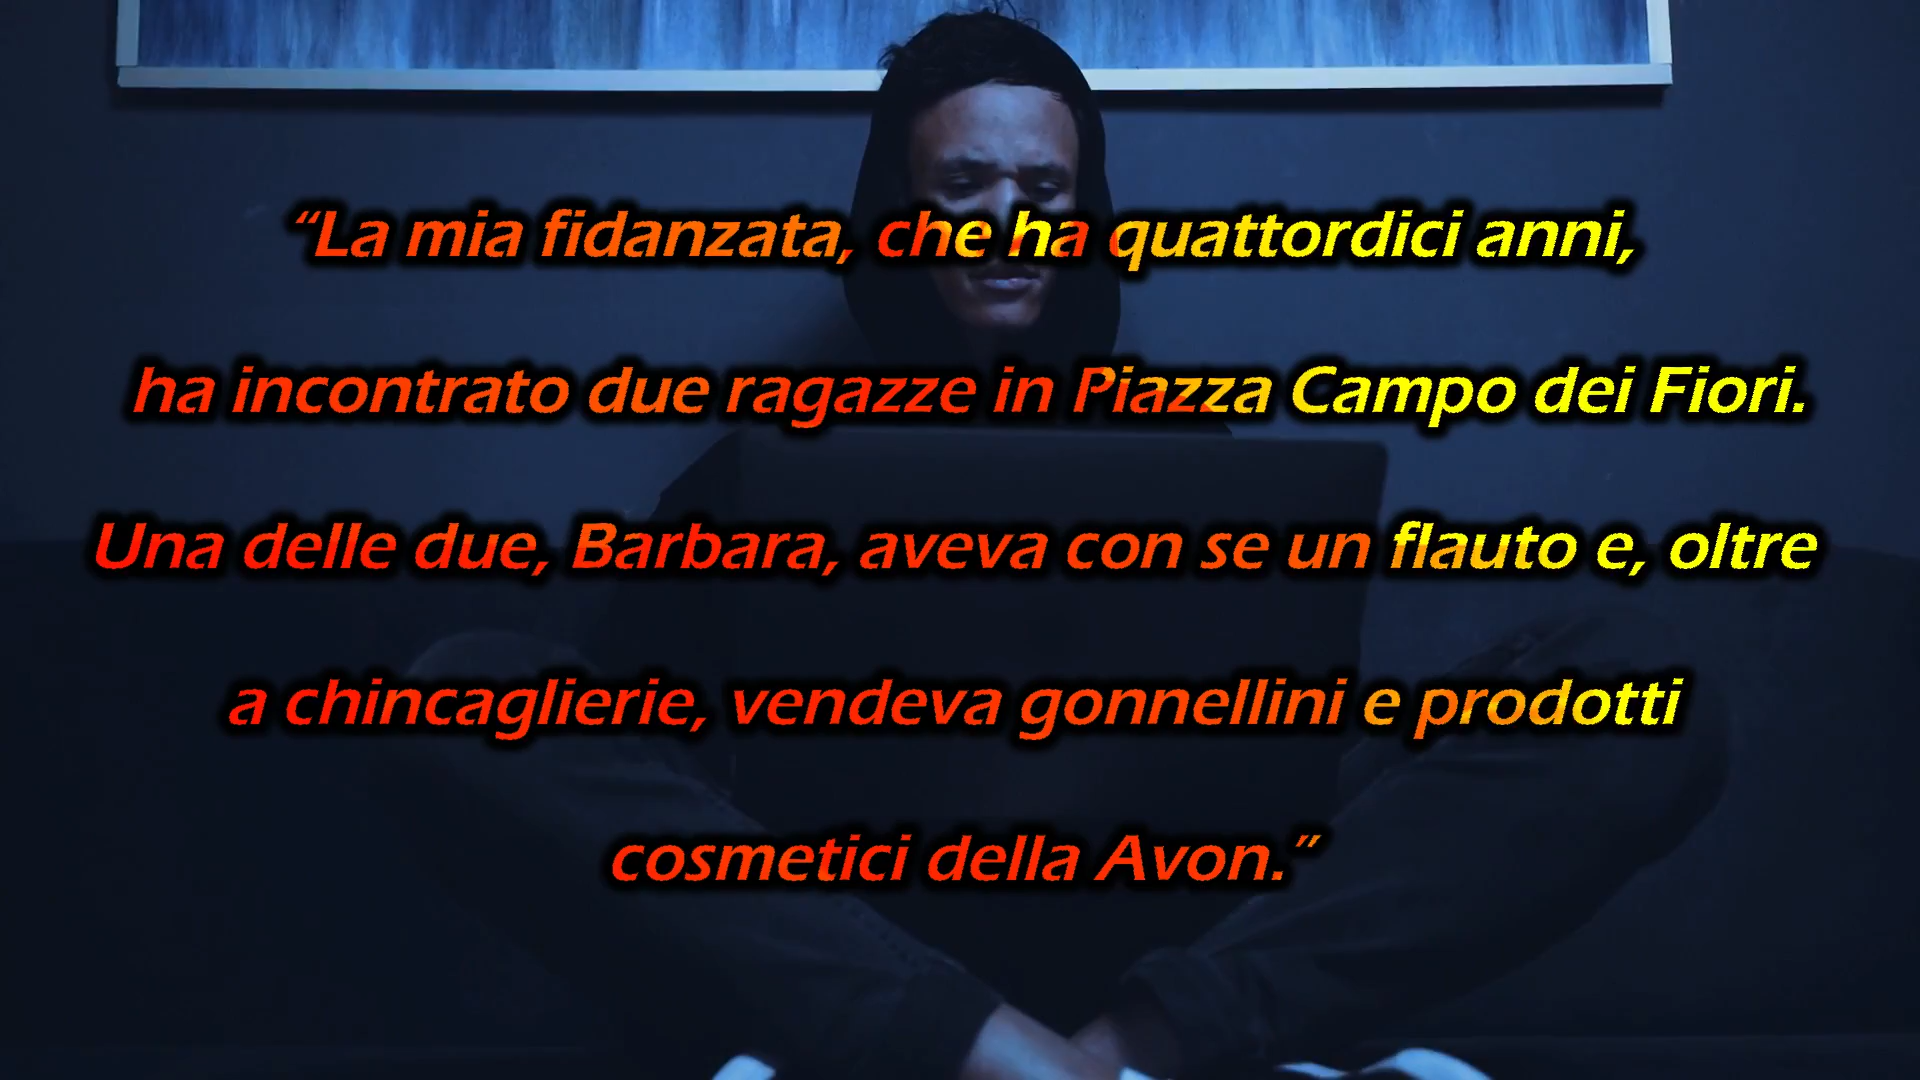 “La mia fidanzata, che ha quattordici anni,
ha incontrato due ragazze in Piazza Campo dei Fiori.
Una delle due, Barbara, aveva con se un flauto e, oltre
a chincaglierie, vendeva gonnellini e prodotti
cosmetici della Avon.”